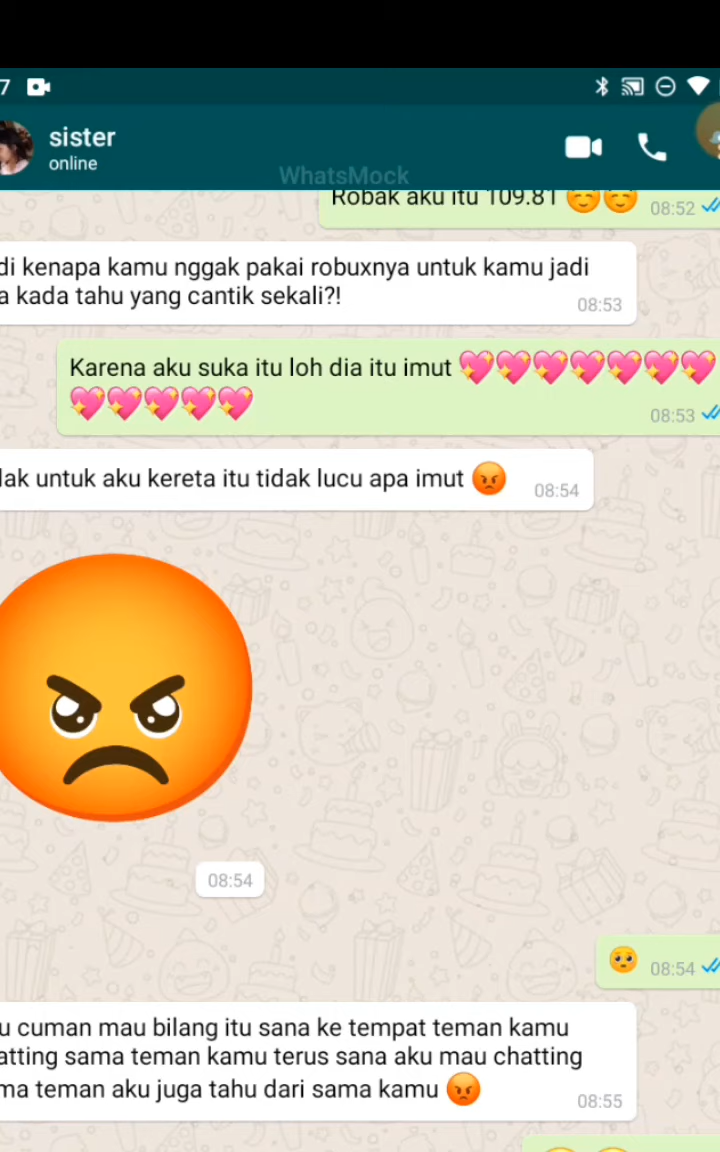 7
sister
online
WhatsMock
Robak aku itu 109.81 ☺️☺️ 08:52
di kenapa kamu nggak pakai robuxnya untuk kamu jadi
a kada tahu yang cantik sekali?! 08:53
Karena aku suka itu loh dia itu imut 💖💖💖💖💖💖💖
💖💖💖💖💖 08:53
lak untuk aku kereta itu tidak lucu apa imut 😡 08:54
08:54
🥺 08:54
u cuman mau bilang itu sana ke tempat teman kamu
atting sama teman kamu terus sana aku mau chatting
ma teman aku juga tahu dari sama kamu 😡 08:55